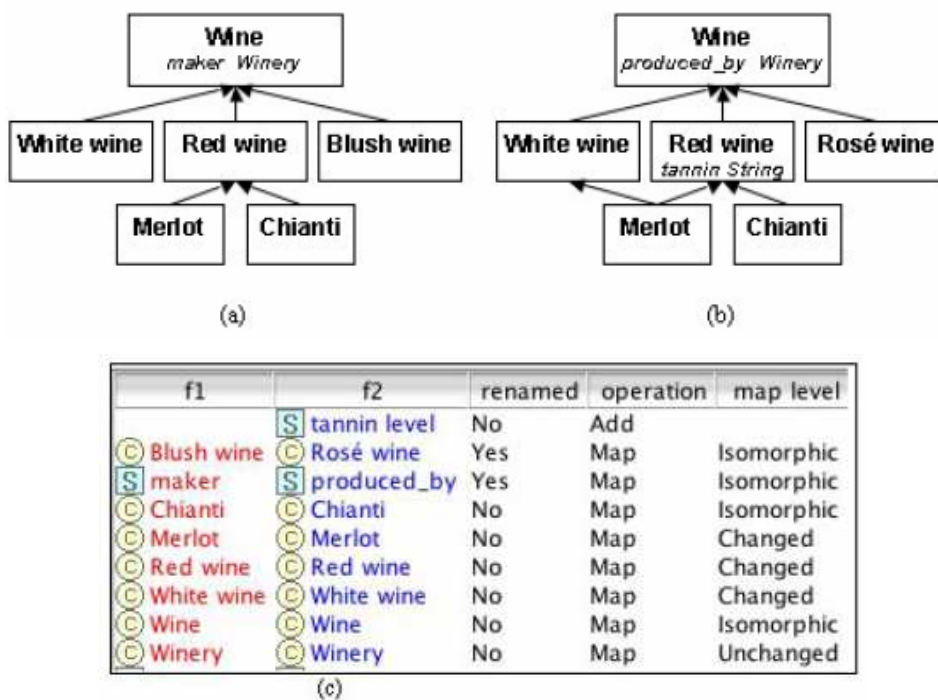 Wine
maker Winery
White wine
Red wine
Blush wine
Merlot
Chianti
(a)
Wine
produced_by Winery
White wine
Red wine
tannin String
Rosé wine
Merlot
Chianti
(b)
f1 f2 renamed operation map level
S tannin level No Add
C Blush wine C Rosé wine Yes Map Isomorphic
S maker S produced_by Yes Map Isomorphic
C Chianti C Chianti No Map Isomorphic
C Merlot C Merlot No Map Changed
C Red wine C Red wine No Map Changed
C White wine C White wine No Map Changed
C Wine C Wine No Map Isomorphic
C Winery C Winery No Map Unchanged
(c)